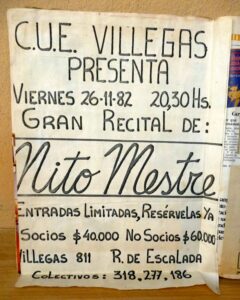 C.U.E. VILLEGAS
PRESENTA
VIERNES 26-11-82 20,30 Hs.
GRAN RECITAL DE:
Nito Mestre
ENTRADAS LIMITADAS, RESÉRVELAS YA
SOCIOS $40.000 NO SOCIOS $60.000
VILLEGAS 811 R. DE ESCALADA
COLECTIVOS: 318, 277, 186